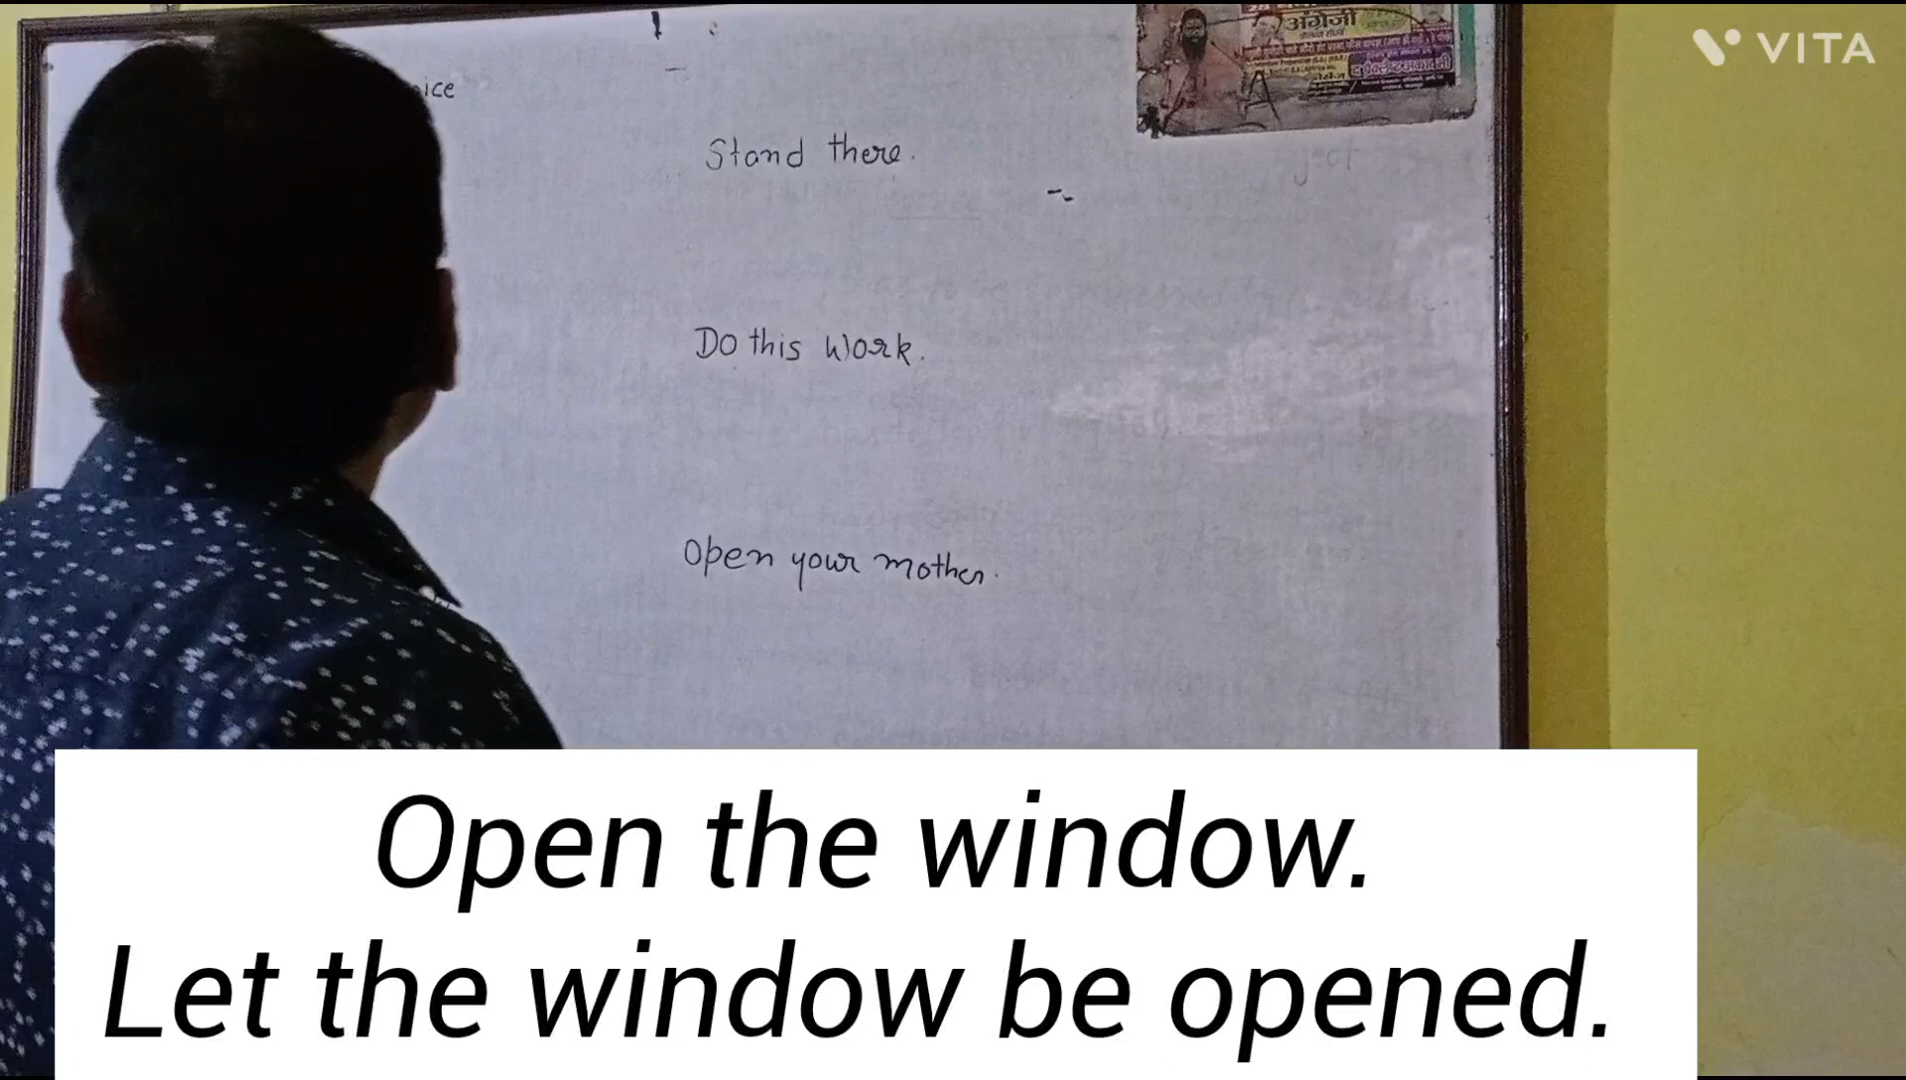 VITA
अंग्रेजी
ice
Stand there.
Do this work.
Open your mother.
Open the window.
Let the window be opened.